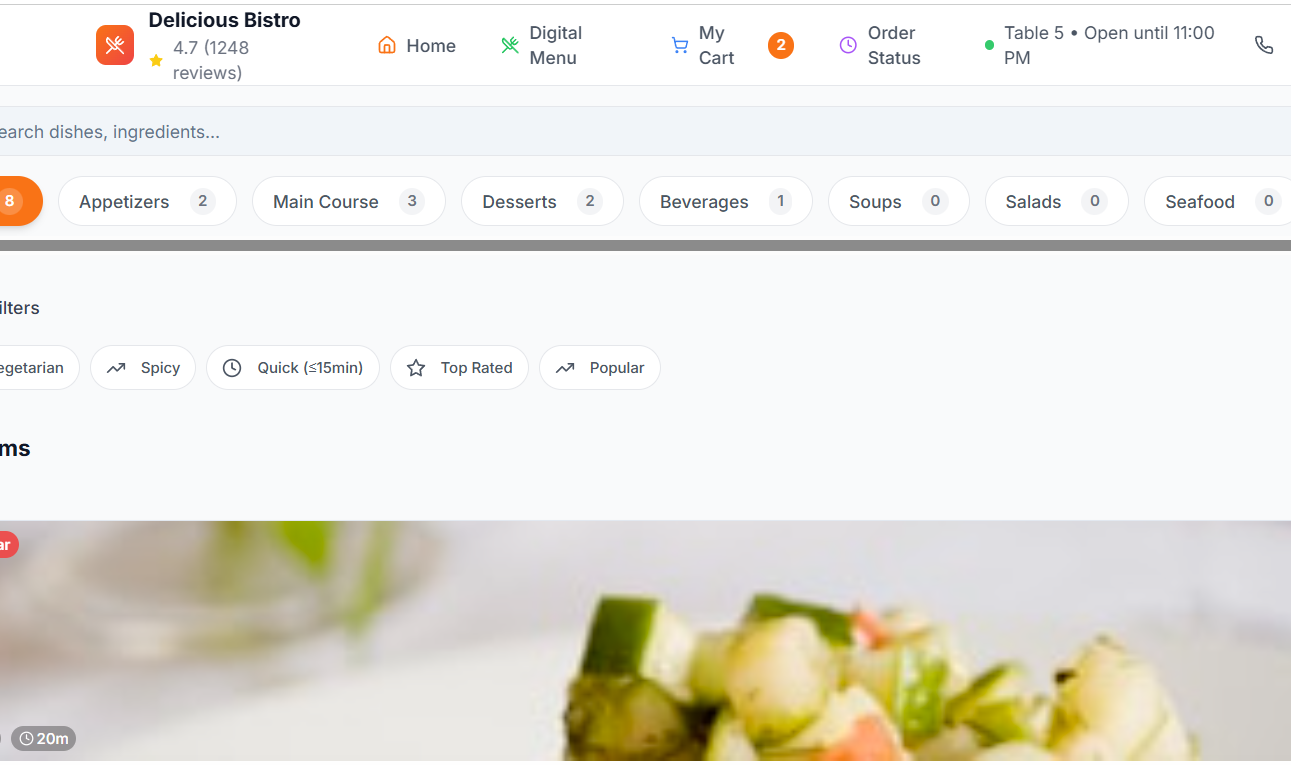 Delicious Bistro
4.7 (1248
reviews)
Home
Digital
Menu
My
Cart
2
Order
Status
Table 5 • Open until 11:00
PM
earch dishes, ingredients...
8
Appetizers 2
Main Course 3
Desserts 2
Beverages 1
Soups 0
Salads 0
Seafood 0
ilters
egetarian
Spicy
Quick (≤15min)
Top Rated
Popular
ms
ar
20m